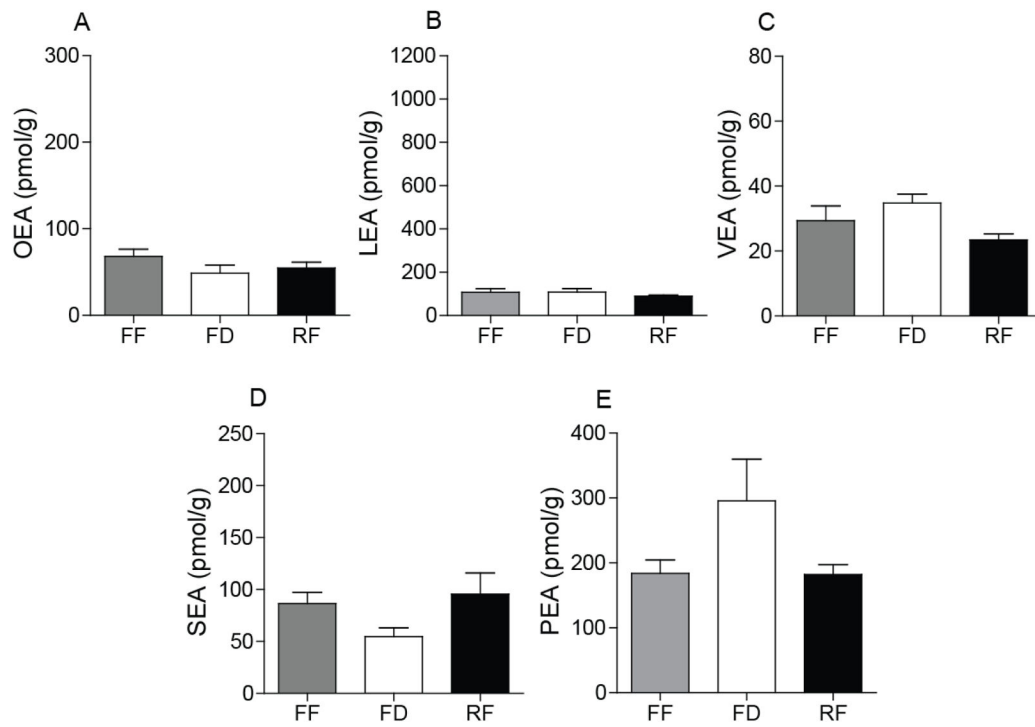 A
OEA (pmol/g)
300
200
100
0
FF FD RF
B
LEA (pmol/g)
1200
1000
800
600
400
200
0
FF FD RF
C
VEA (pmol/g)
80
60
40
20
0
FF FD RF
D
SEA (pmol/g)
250
200
150
100
50
0
FF FD RF
E
PEA (pmol/g)
400
300
200
100
0
FF FD RF